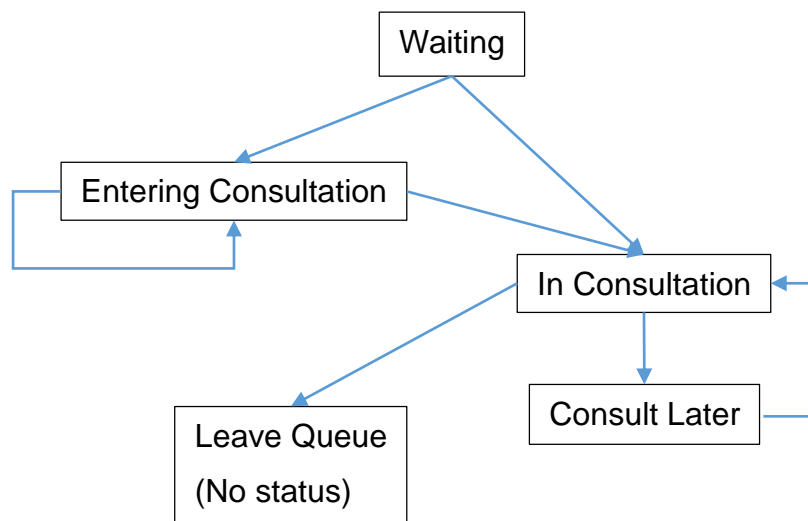 Waiting
Entering Consultation
In Consultation
Consult Later
Leave Queue
(No status)